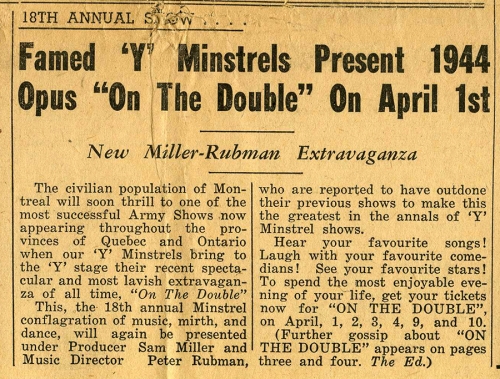 18TH ANNUAL SHOW . . . .
Famed 'Y' Minstrels Present 1944
Opus "On The Double" On April 1st
New Miller-Rubman Extravaganza
The civilian population of Mon-
treal will soon thrill to one of the
most successful Army Shows now
appearing throughout the pro-
vinces of Quebec and Ontario
when our 'Y' Minstrels bring to
the 'Y' stage their recent specta-
cular and most lavish extravagan-
za of all time, "On The Double"
This, the 18th annual Minstrel
conflagration of music, mirth, and
dance, will again be presented
under Producer Sam Miller and
Music Director Peter Rubman,
who are reported to have outdone
their previous shows to make this
the greatest in the annals of 'Y'
Minstrel shows.
Hear your favourite songs!
Laugh with your favourite come-
dians! See your favourite stars!
To spend the most enjoyable eve-
ning of your life, get your tickets
now for "ON THE DOUBLE",
on April, 1, 2, 3, 4, 9, and 10.
(Further gossip about "ON
THE DOUBLE" appears on pages
three and four. The Ed.)